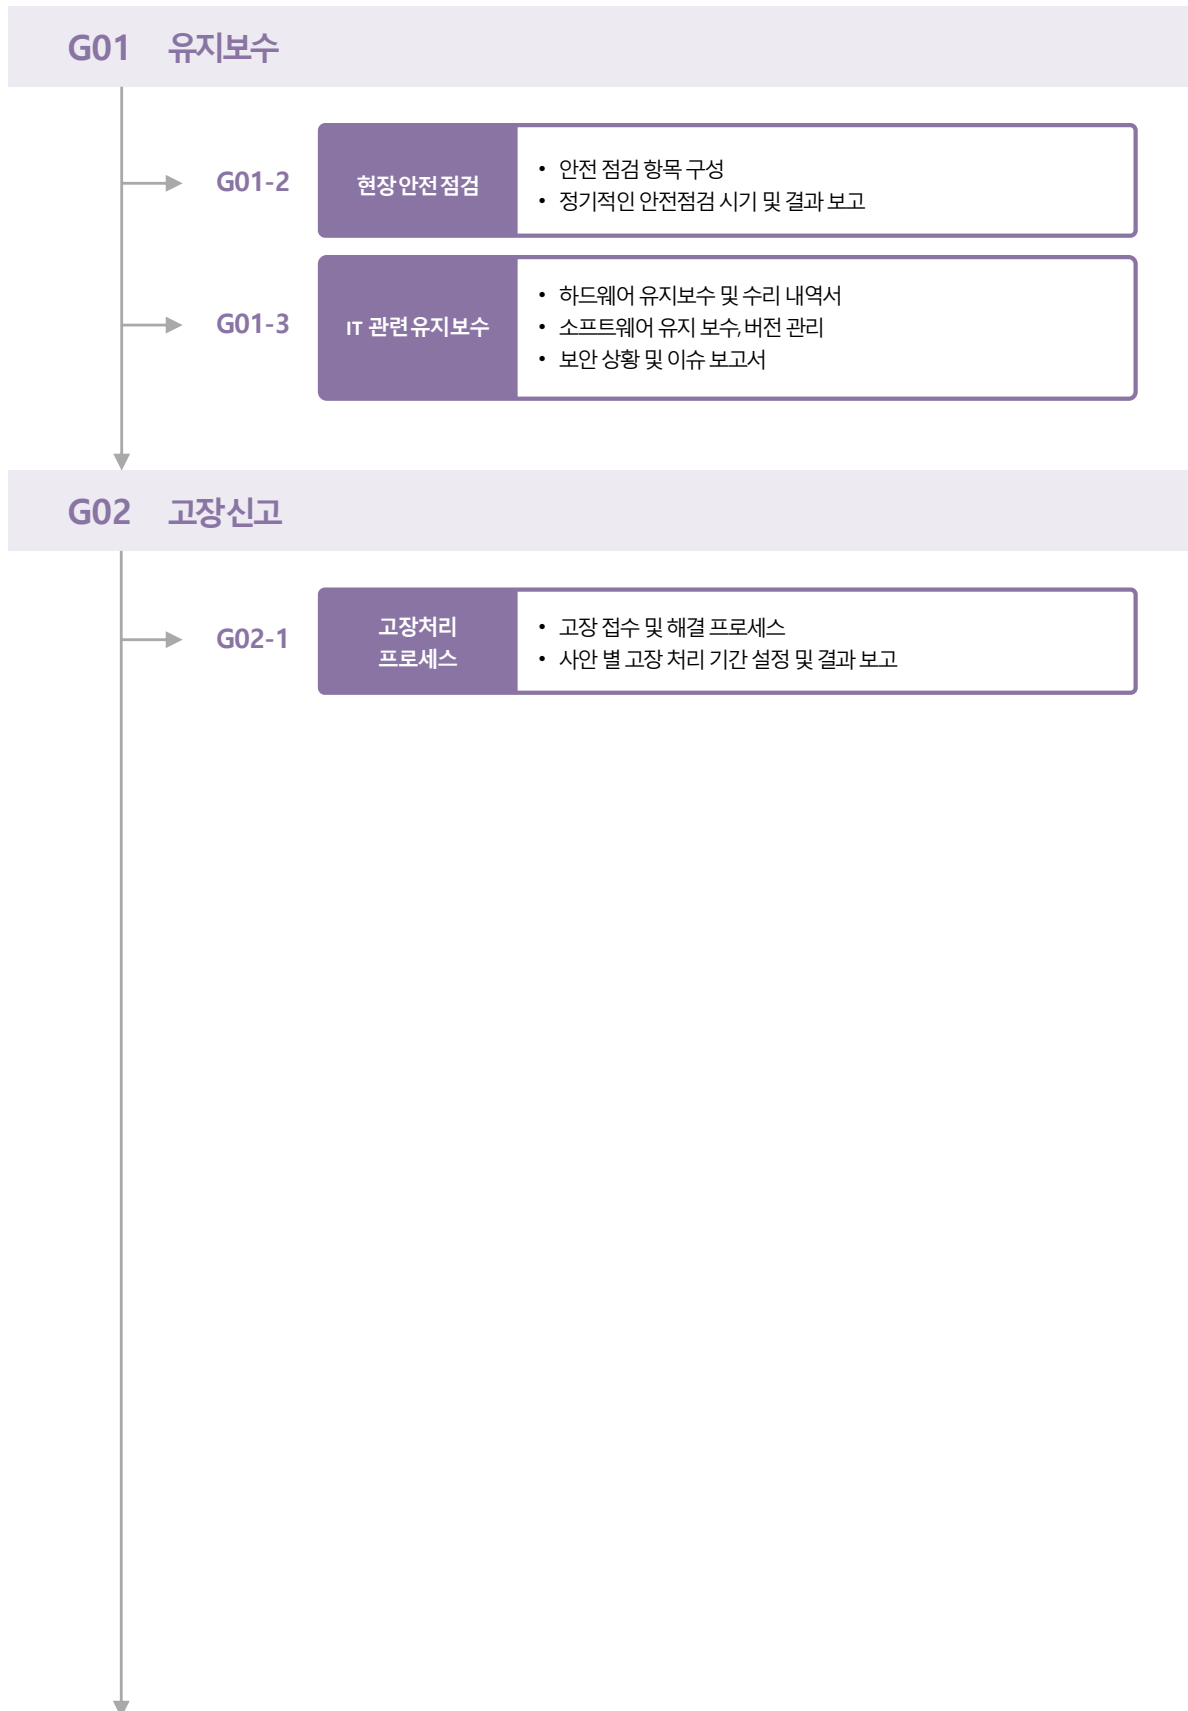 G01 유지보수
G01-2
현장 안전 점검
• 안전 점검 항목 구성
• 정기적인 안전점검 시기 및 결과 보고
G01-3
IT 관련 유지보수
• 하드웨어 유지보수 및 수리 내역서
• 소프트웨어 유지 보수, 버전 관리
• 보안 상황 및 이슈 보고서
G02 고장신고
G02-1
고장처리
프로세스
• 고장 접수 및 해결 프로세스
• 사안 별 고장 처리 기간 설정 및 결과 보고